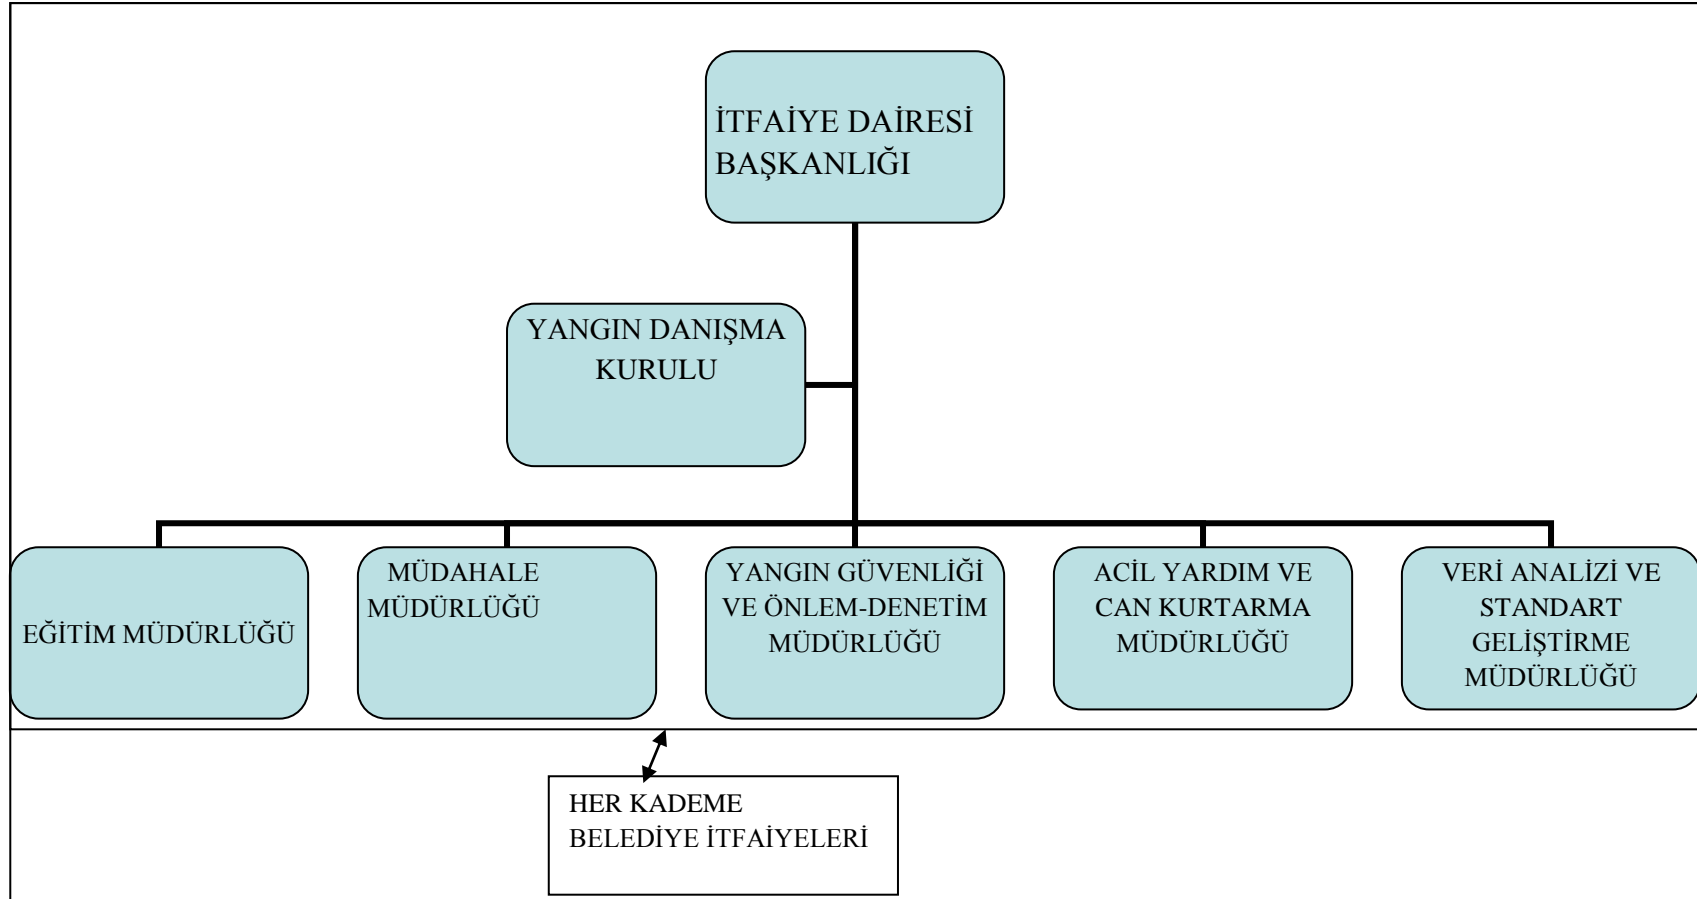 İTFAİYE DAİRESİ
BAŞKANLIĞI
YANGIN DANIŞMA
KURULU
EĞİTİM MÜDÜRLÜĞÜ
MÜDAHALE
MÜDÜRLÜĞÜ
YANGIN GÜVENLİĞİ
VE ÖNLEM-DENETİM
MÜDÜRLÜĞÜ
ACİL YARDIM VE
CAN KURTARMA
MÜDÜRLÜĞÜ
VERİ ANALİZİ VE
STANDART
GELİŞTİRME
MÜDÜRLÜĞÜ
HER KADEME
BELEDİYE İTFAİYELERİ